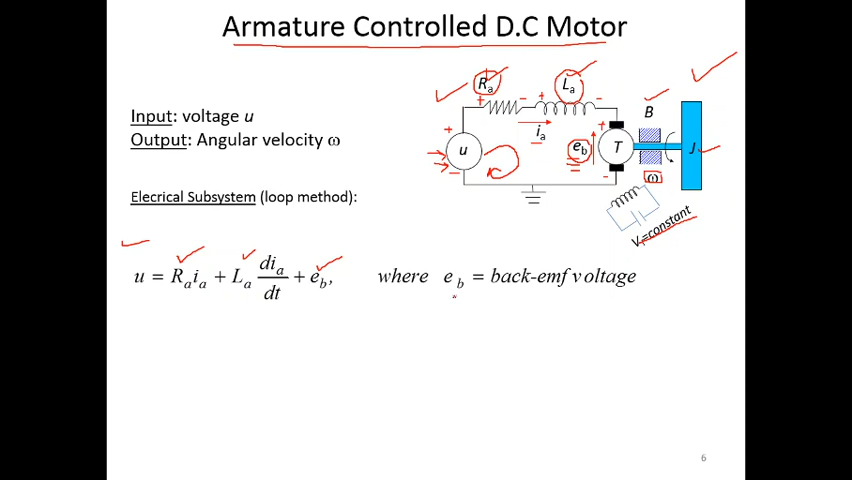 Armature Controlled D.C Motor
Input: voltage u
Output: Angular velocity ω
Elecrical Subsystem (loop method):
u = Raia + La dia/dt + eb, where eb = back-emf voltage
Ra
La
B
ia
u
eb
T
J
ω
Vf=constant
6